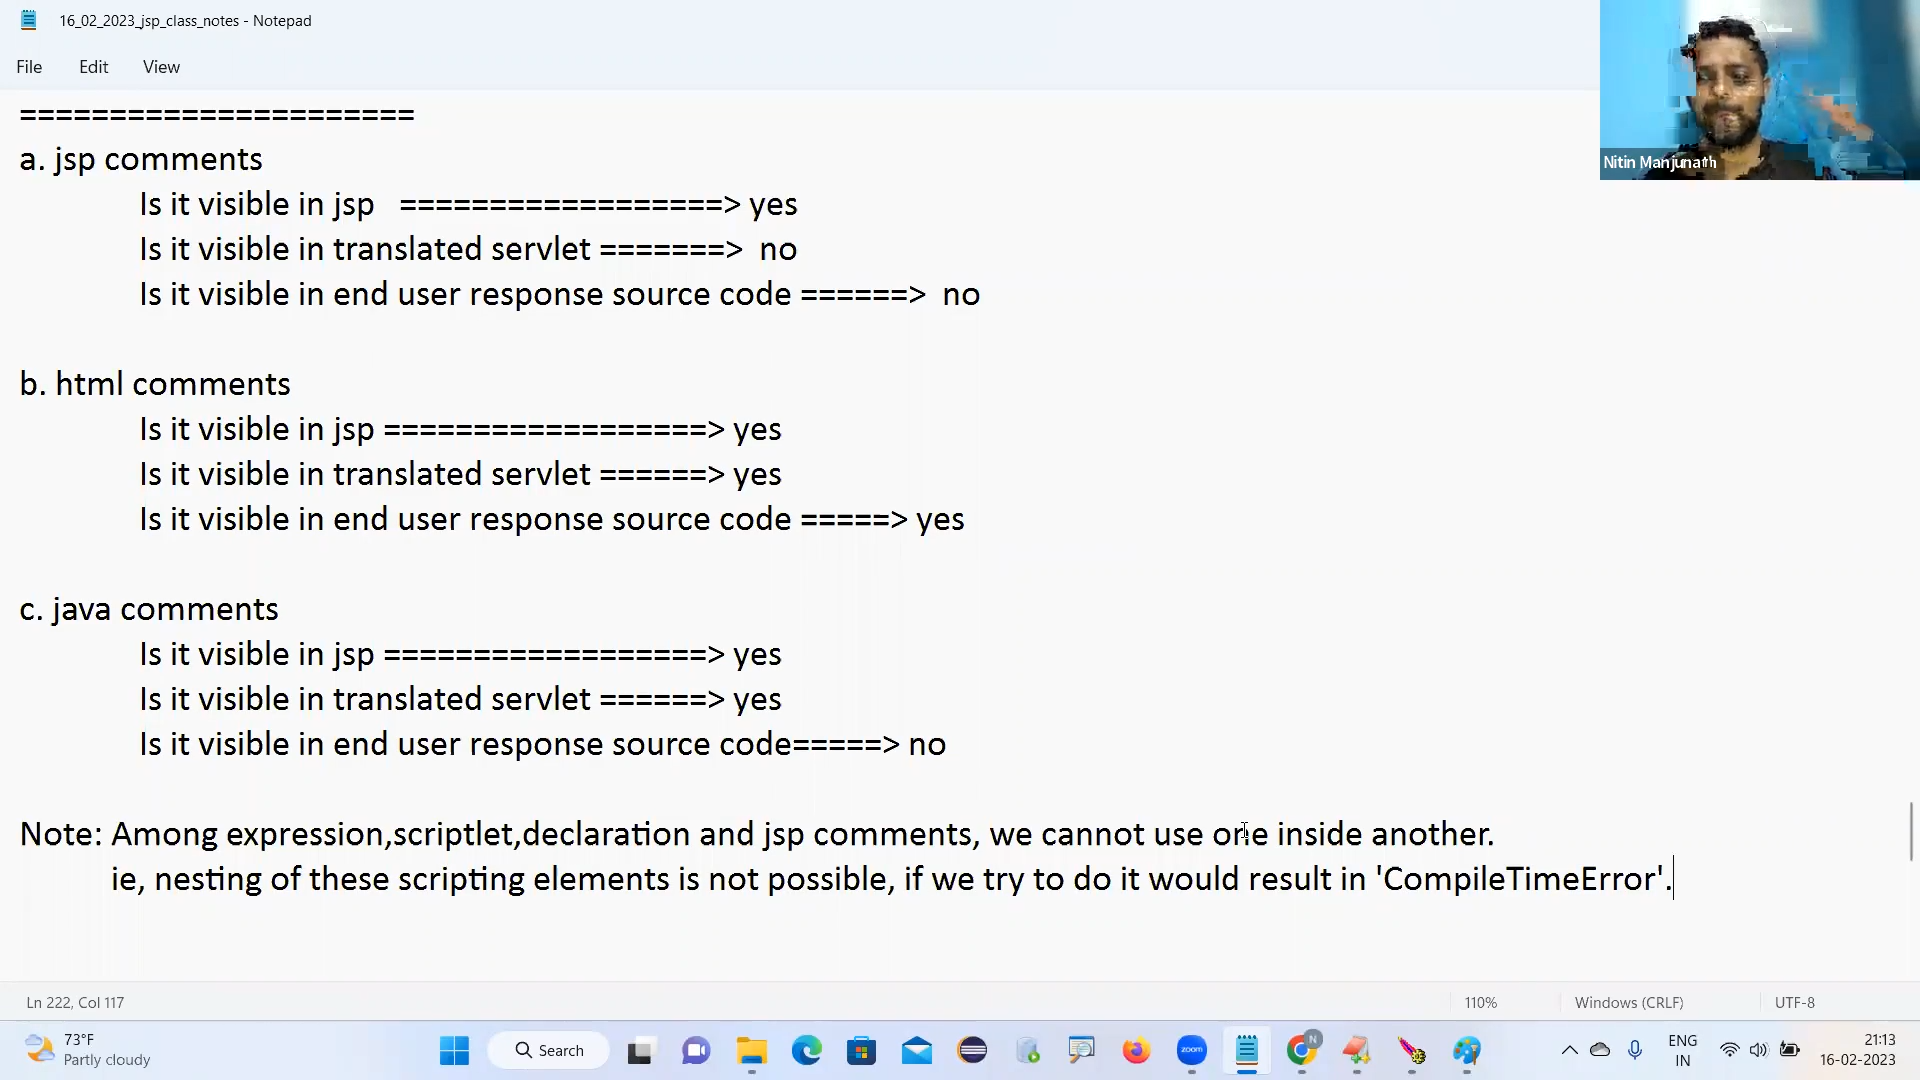 16_02_2023_jsp_class_notes - Notepad
File Edit View
======================
a. jsp comments
Is it visible in jsp ==================> yes
Is it visible in translated servlet =======> no
Is it visible in end user response source code ======> no
b. html comments
Is it visible in jsp ==================> yes
Is it visible in translated servlet ======> yes
Is it visible in end user response source code =====> yes
c. java comments
Is it visible in jsp ==================> yes
Is it visible in translated servlet ======> yes
Is it visible in end user response source code=====> no
Note: Among expression,scriptlet,declaration and jsp comments, we cannot use one inside another.
ie, nesting of these scripting elements is not possible, if we try to do it would result in 'CompileTimeError'.
Nitin Manjunath
Ln 222, Col 117 110% Windows (CRLF) UTF-8
73°F
Partly cloudy
Search
zoom
N
ENG
IN
21:13
16-02-2023